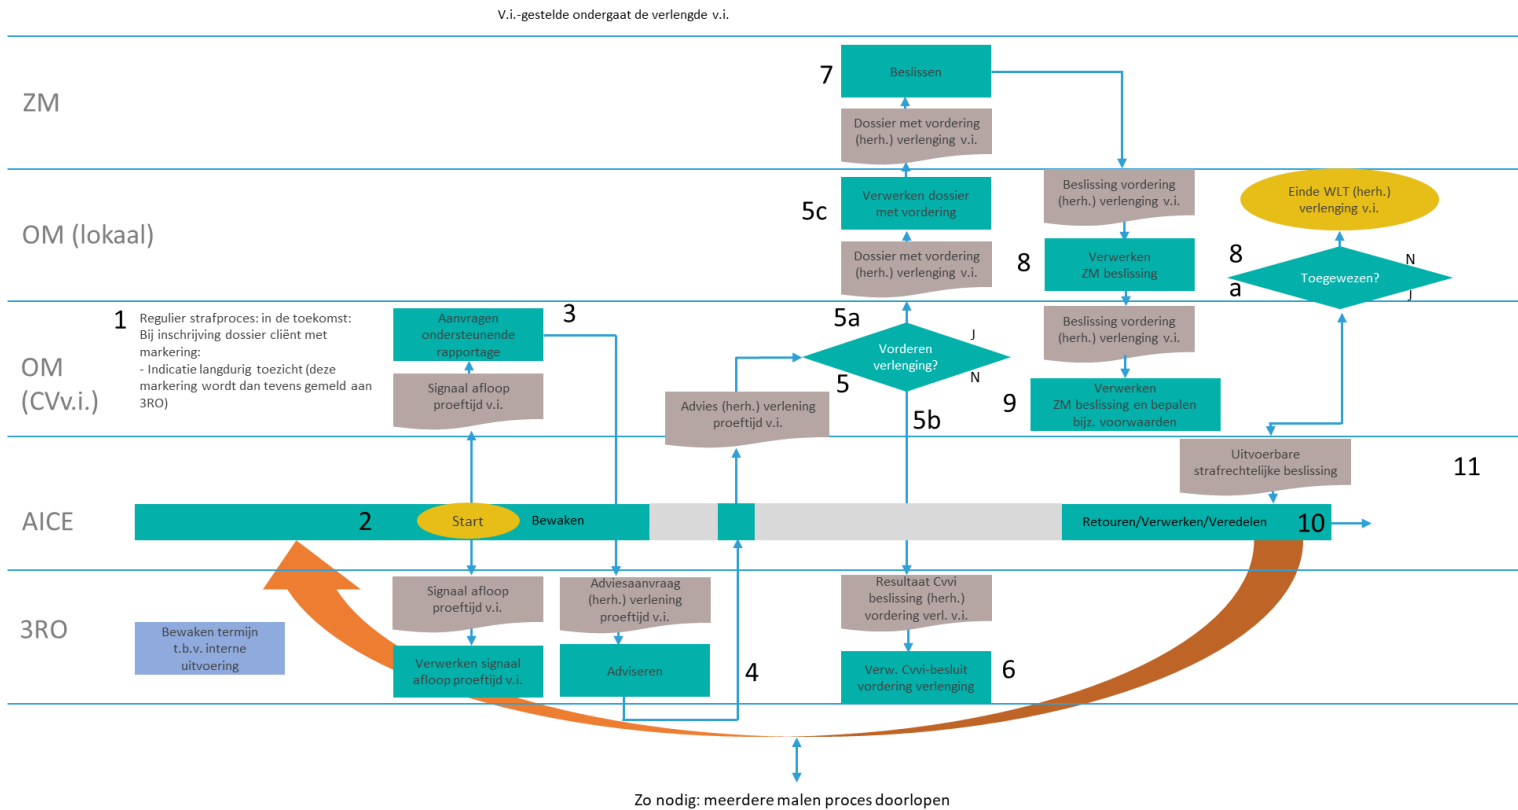 V.i.-gestelde ondergaat de verlengde v.i.
ZM
7
Beslissen
Dossier met vordering
(herh.) verlenging v.i.
OM (lokaal)
5c
Verwerken dossier
met vordering
Dossier met vordering
(herh.) verlenging v.i.
Beslissing vordering
(herh.) verlenging v.i.
8
Verwerken
ZM beslissing
Einde WLT (herh.)
verlenging v.i.
8
a
Toegewezen?
N
J
OM
(CVv.i.)
1
Regulier strafproces: in de toekomst:
Bij inschrijving dossier cliënt met
markering:
- Indicatie langdurig toezicht (deze
markering wordt dan tevens gemeld aan
3RO)
Aanvragen
ondersteunende
rapportage
3
Signaal afloop
proeftijd v.i.
Advies (herh.) verlening
proeftijd v.i.
5a
Vorderen
verlenging?
J
N
5
5b
Beslissing vordering
(herh.) verlenging v.i.
9
Verwerken
ZM beslissing en bepalen
bijz. voorwaarden
AICE
2
Start
Bewaken
Uitvoerbare
strafrechtelijke beslissing
11
Retouren/Verwerken/Veredelen
10
3RO
Bewaken termijn
t.b.v. interne
uitvoering
Signaal afloop
proeftijd v.i.
Verwerken signaal
afloop proeftijd v.i.
Adviesaanvraag
(herh.) verlening
proeftijd v.i.
Adviseren
4
Resultaat Cvvi
beslissing (herh.)
vordering verl. v.i.
Verw. Cvvi-besluit
vordering verlenging
6
Zo nodig: meerdere malen proces doorlopen